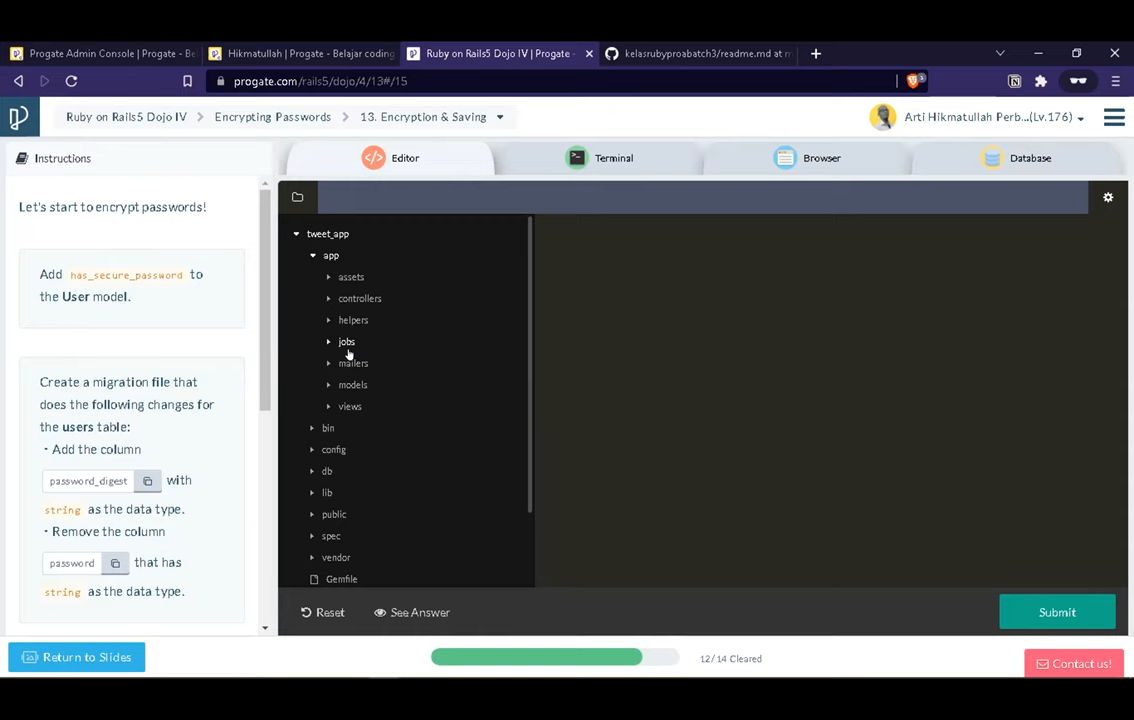 Progate Admin Console | Progate - Be
Hikmatullah | Progate - Belajar coding
Ruby on Rails5 Dojo IV | Progate -
kelasrubyproabatch3/readme.md at m
progate.com/rails5/dojo/4/13#/15
Ruby on Rails5 Dojo IV
Encrypting Passwords
13. Encryption & Saving
Arti Hikmatullah Perb...(Lv.176)
Instructions
Editor
Terminal
Browser
Database
Let's start to encrypt passwords!
Add has_secure_password to
the User model.
Create a migration file that
does the following changes for
the users table:
・Add the column
password_digest with
string as the data type.
・Remove the column
password that has
string as the data type.
tweet_app
app
assets
controllers
helpers
jobs
mailers
models
views
bin
config
db
lib
public
spec
vendor
Gemfile
Reset
See Answer
Submit
Return to Slides
12/14 Cleared
Contact us!